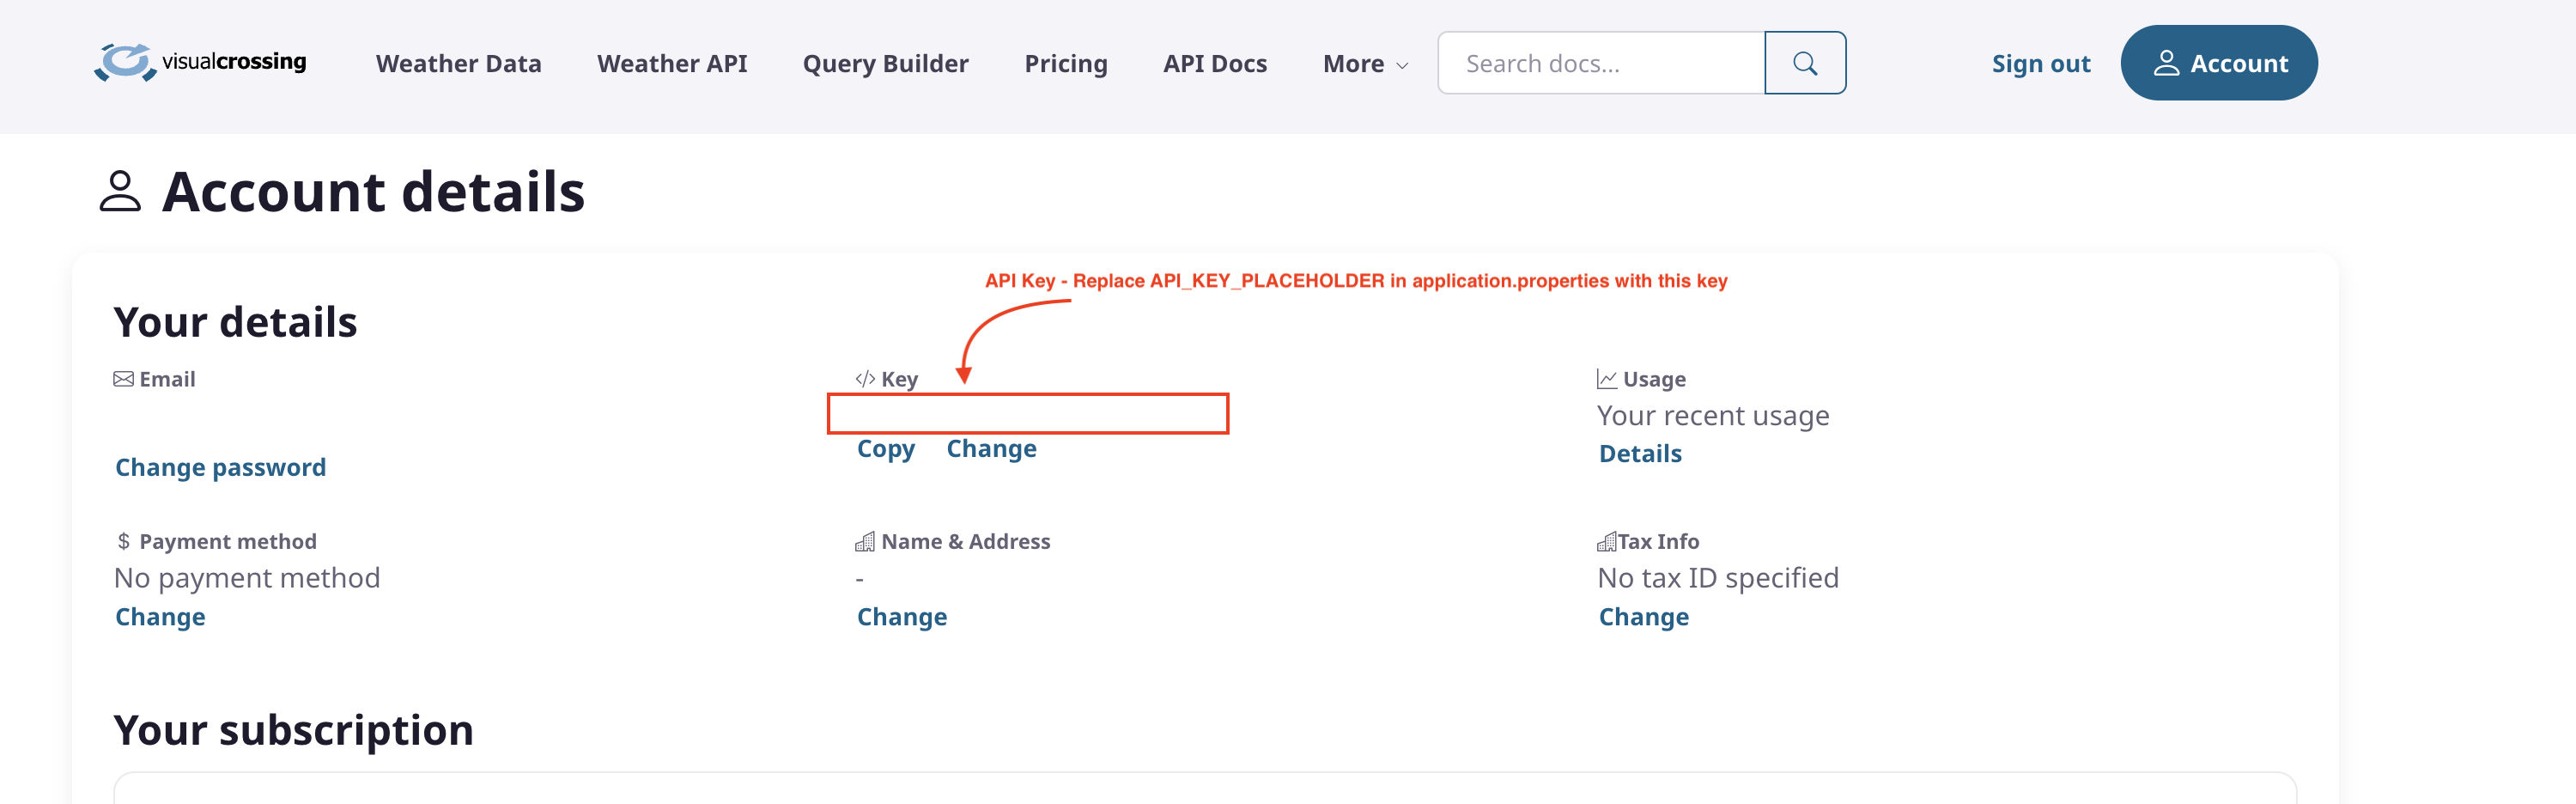 visualcrossing Weather Data Weather API Query Builder Pricing API Docs More Search docs... Sign out Account
Account details
API Key - Replace API_KEY_PLACEHOLDER in application.properties with this key
Your details
Email
Change password
Key
Copy Change
Usage
Your recent usage
Details
$ Payment method
No payment method
Change
Name & Address
-
Change
Tax Info
No tax ID specified
Change
Your subscription